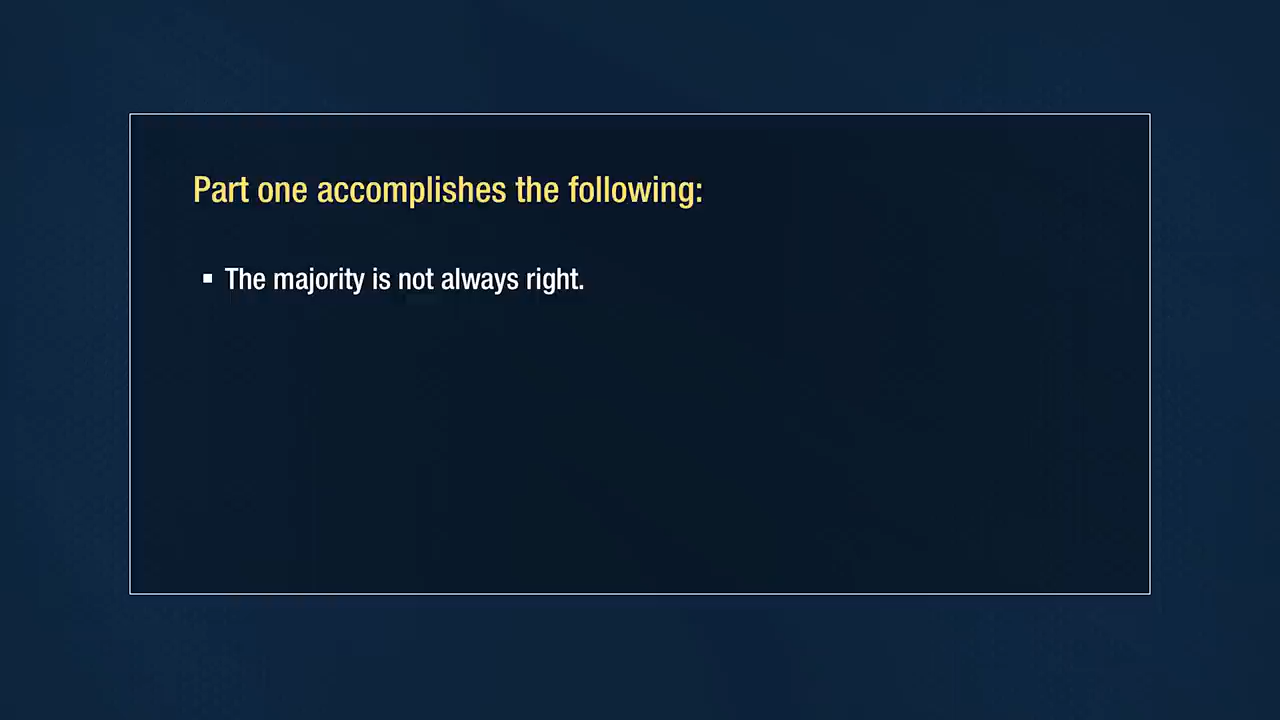 Part one accomplishes the following:
▪ The majority is not always right.